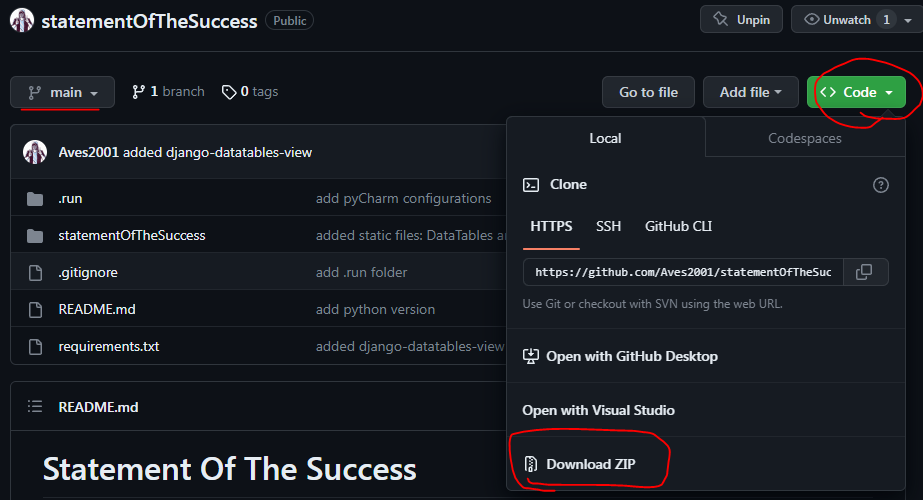 statementOfTheSuccess Public Unpin Unwatch 1
main 1 branch 0 tags Go to file Add file Code
Local Codespaces
Aves2001 added django-datatables-view
Clone
.run add pyCharm configurations
HTTPS SSH GitHub CLI
statementOfTheSuccess added static files: DataTables
.gitignore add .run folder
https://github.com/Aves2001/statementOfTheSuc
Use Git or checkout with SVN using the web URL.
README.md add python version
requirements.txt added django-datatables-view
Open with GitHub Desktop
README.md
Open with Visual Studio
Download ZIP
Statement Of The Success